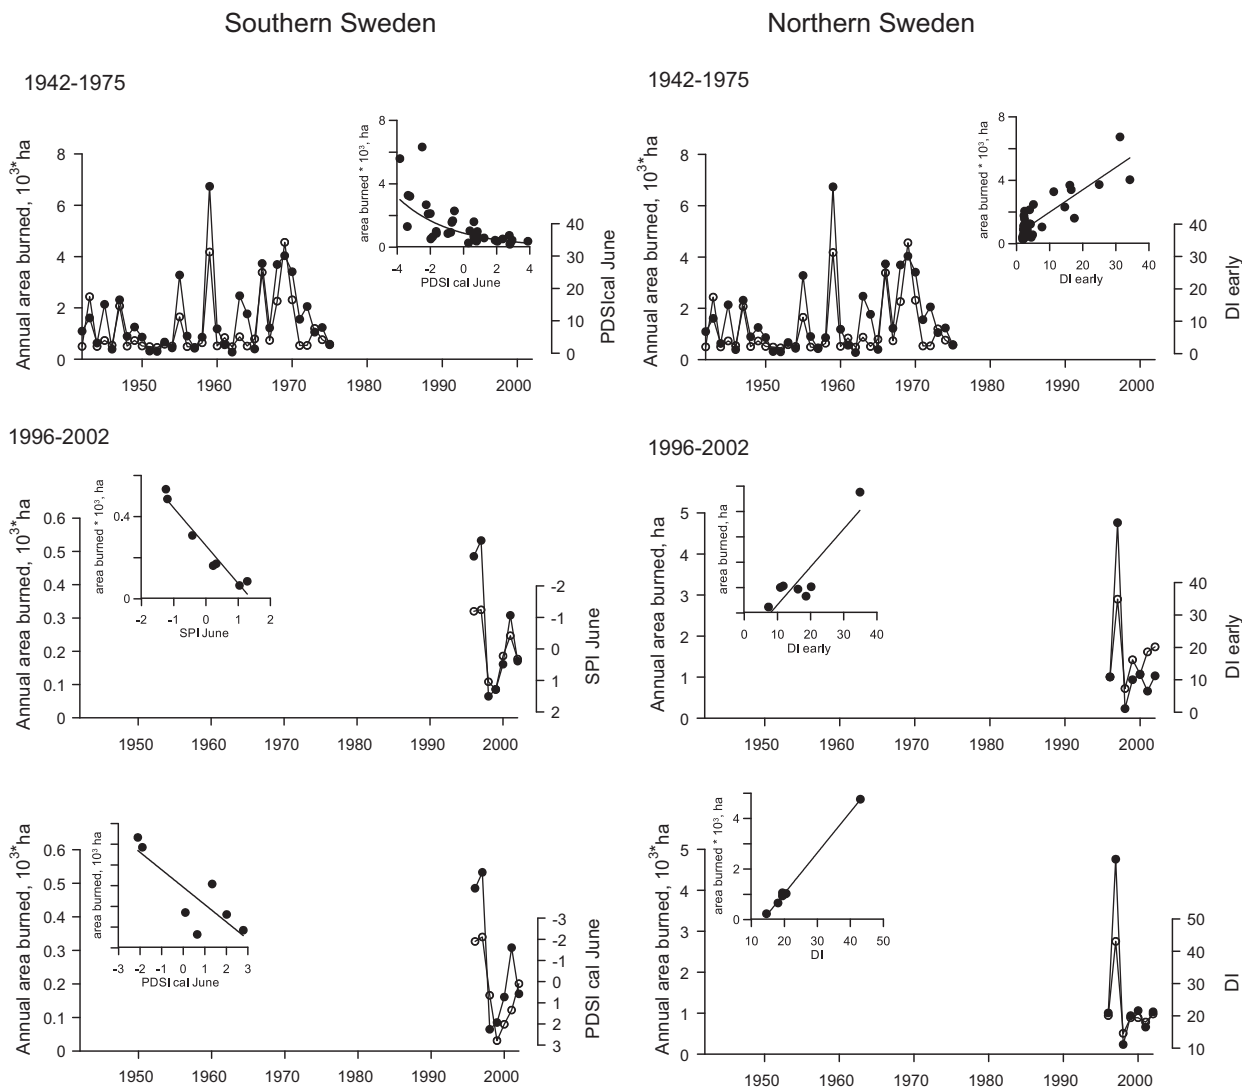 Southern Sweden
Northern Sweden
1942-1975
Annual area burned, 10³*ha
8
6
4
2
0
1950 1960 1970 1980 1990 2000
40
30
20
10
0
PDSIcal June
area burned * 10³, ha
8
4
0
-4 -2 0 2 4
PDSI cal June
1942-1975
Annual area burned, 10³*ha
8
6
4
2
0
1950 1960 1970 1980 1990 2000
40
30
20
10
0
DI early
area burned * 10³, ha
8
4
0
0 10 20 30 40
DI early
1996-2002
Annual area burned, 10³*ha
0.6
0.5
0.4
0.3
0.2
0.1
0
1950 1960 1970 1980 1990 2000
-2
-1
0
1
2
SPI June
area burned * 10³, ha
0.4
0
-2 -1 0 1 2
SPI June
1996-2002
Annual area burned, ha
5
4
3
2
1
0
1950 1960 1970 1980 1990 2000
40
30
20
10
0
DI early
area burned, ha
0 10 20 30 40
DI early
Annual area burned, 10³*ha
0.6
0.5
0.4
0.3
0.2
0.1
0
1950 1960 1970 1980 1990 2000
-3
-2
-1
0
1
2
3
PDSI cal June
area burned, 10³ ha
-3 -2 -1 0 1 2 3
PDSI cal June
Annual area burned, 10³*ha
5
4
3
2
1
0
1950 1960 1970 1980 1990 2000
50
40
30
20
10
DI
area burned * 10³, ha
4
2
0
10 20 30 40 50
DI